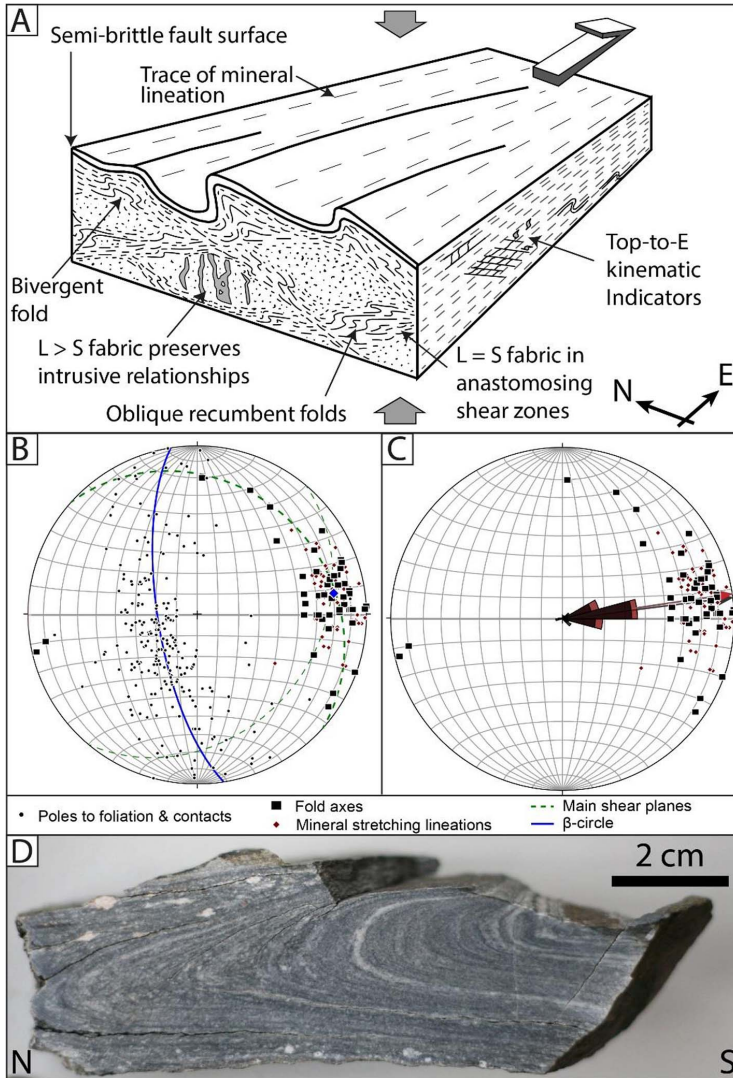 A
Semi-brittle fault surface
Trace of mineral
lineation
Bivergent
fold
L > S fabric preserves
intrusive relationships
Oblique recumbent folds
L = S fabric in
anastomosing
shear zones
Top-to-E
kinematic
Indicators
N
E
B
C
Poles to foliation & contacts
Fold axes
Mineral stretching lineations
Main shear planes
β-circle
D
2 cm
N
S